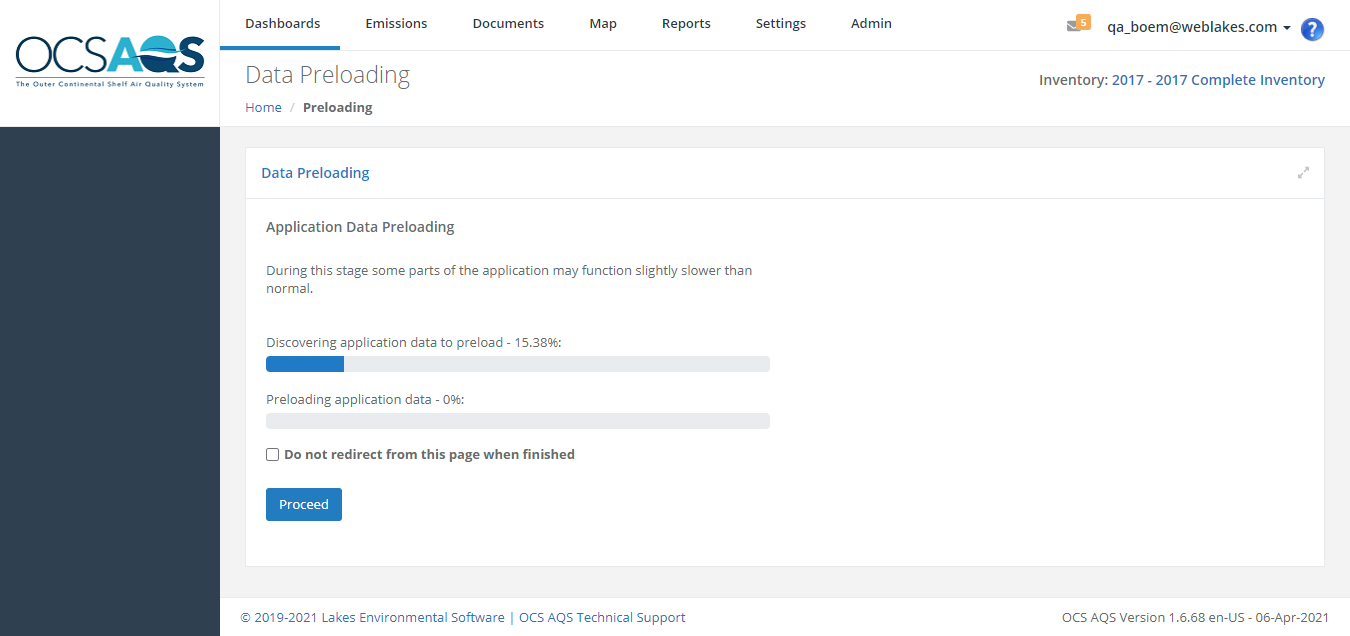 OCSAQS
The Outer Continental Shelf Air Quality System
Dashboards Emissions Documents Map Reports Settings Admin
5 qa_boem@weblakes.com ?
Data Preloading
Inventory: 2017 - 2017 Complete Inventory
Home / Preloading
Data Preloading
Application Data Preloading
During this stage some parts of the application may function slightly slower than
normal.
Discovering application data to preload - 15.38%:
Preloading application data - 0%:
Do not redirect from this page when finished
Proceed
© 2019-2021 Lakes Environmental Software | OCS AQS Technical Support
OCS AQS Version 1.6.68 en-US - 06-Apr-2021